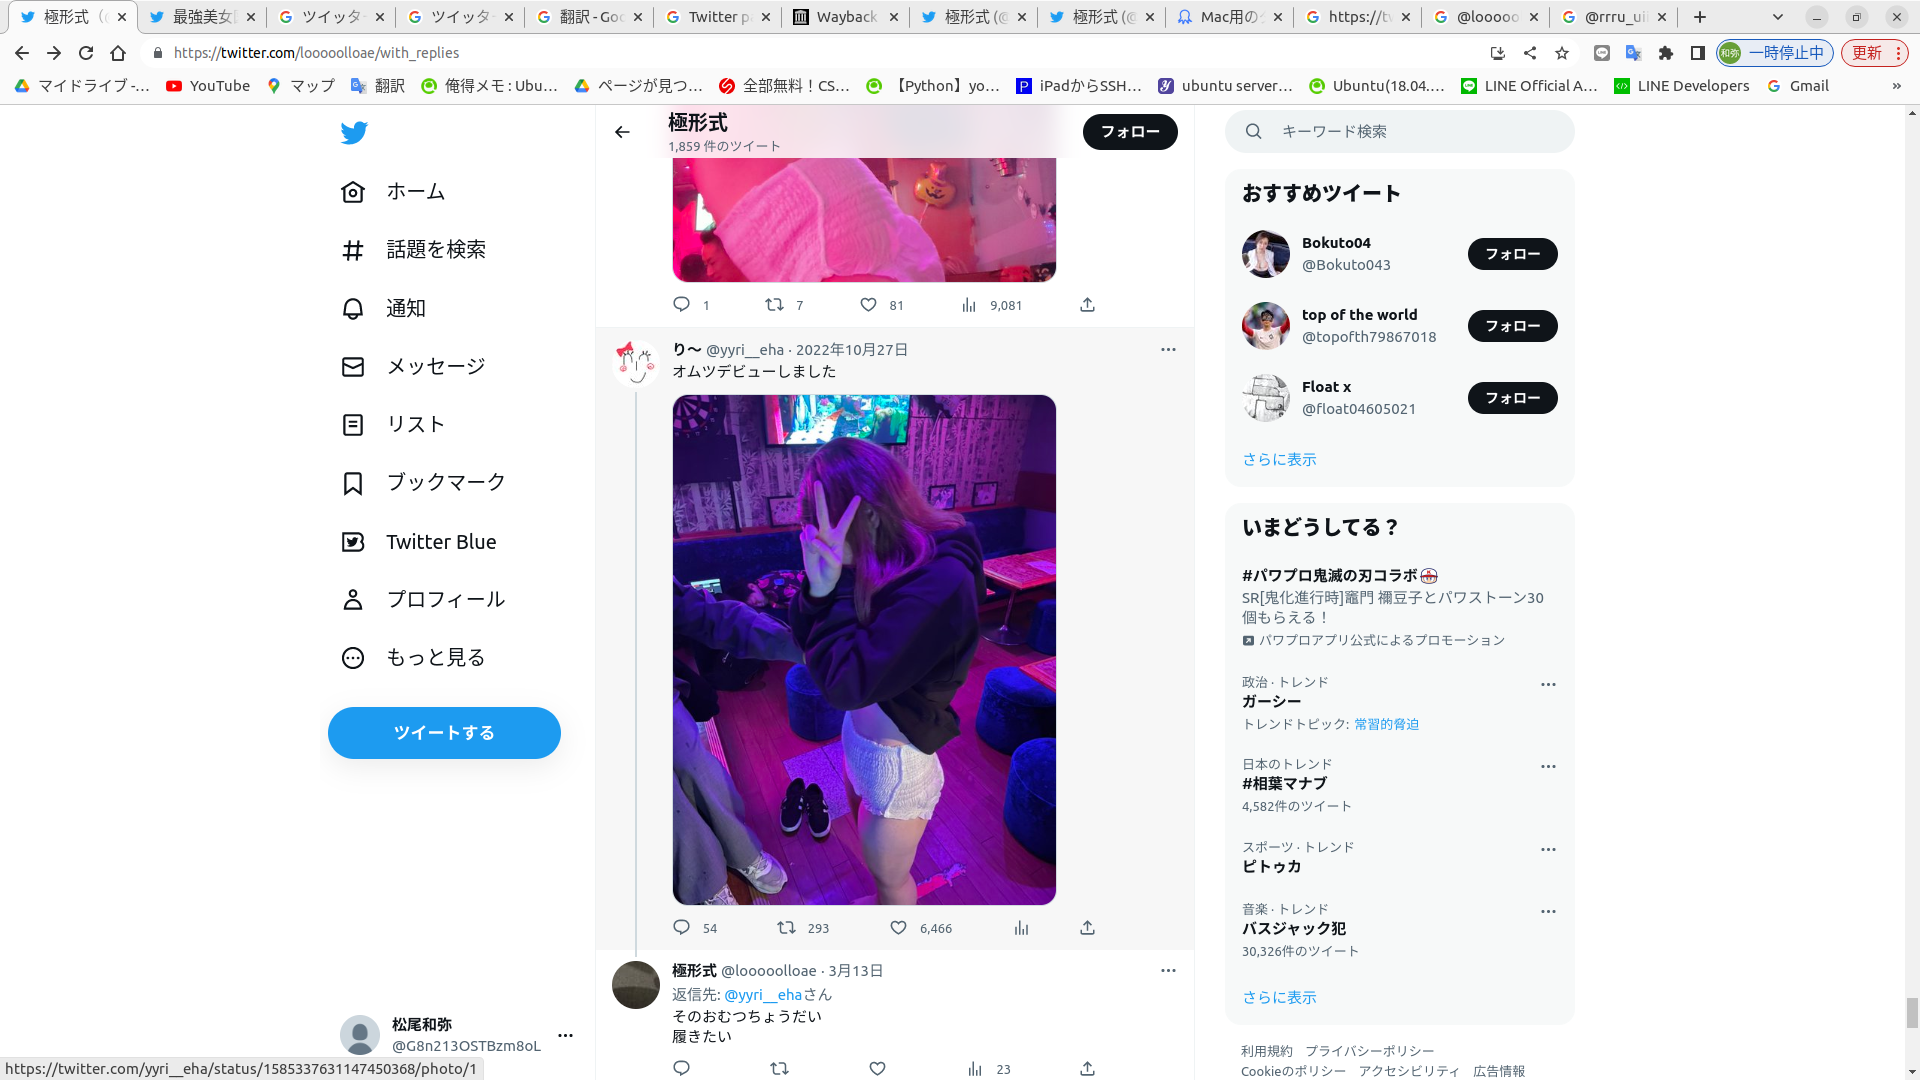 極形式 (@
最強美女
ツイッター
ツイッター
翻訳 - Goo
Twitter p
Wayback
極形式 (@
極形式 (@
Mac用の
https://tw
@looooo
@rrru_ui
https://twitter.com/looooolloae/with_replies
和弥
一時停止中
更新
マイドライブ -...
YouTube
マップ
翻訳
俺得メモ : Ubu...
ページが見つ...
全部無料！CS...
【Python】yo...
iPadからSSH...
ubuntu server...
Ubuntu(18.04....
LINE Official A...
LINE Developers
Gmail
»
ホーム
話題を検索
通知
メッセージ
リスト
ブックマーク
Twitter Blue
プロフィール
もっと見る
ツイートする
松尾和弥
@G8n213OSTBzm8oL
https://twitter.com/yyri__eha/status/1585337631147450368/photo/1
極形式
1,859 件のツイート
フォロー
1
7
81
9,081
り〜 @yyri__eha · 2022年10月27日
オムツデビューしました
54
293
6,466
極形式 @looooolloae · 3月13日
返信先: @yyri__ehaさん
そのおむつちょうだい
履きたい
23
キーワード検索
おすすめツイート
Bokuto04
@Bokuto043
フォロー
top of the world
@topofth79867018
フォロー
Float x
@float04605021
フォロー
さらに表示
いまどうしてる？
#パワプロ鬼滅の刃コラボ
SR[鬼化進行時]竈門 禰豆子とパワストーン30
個もらえる！
パワプロアプリ公式によるプロモーション
政治 · トレンド
ガーシー
トレンドトピック: 常習的脅迫
日本のトレンド
#相葉マナブ
4,582件のツイート
スポーツ · トレンド
ピトゥカ
音楽 · トレンド
バスジャック犯
30,326件のツイート
さらに表示
利用規約 プライバシーポリシー
Cookieのポリシー アクセシビリティ 広告情報